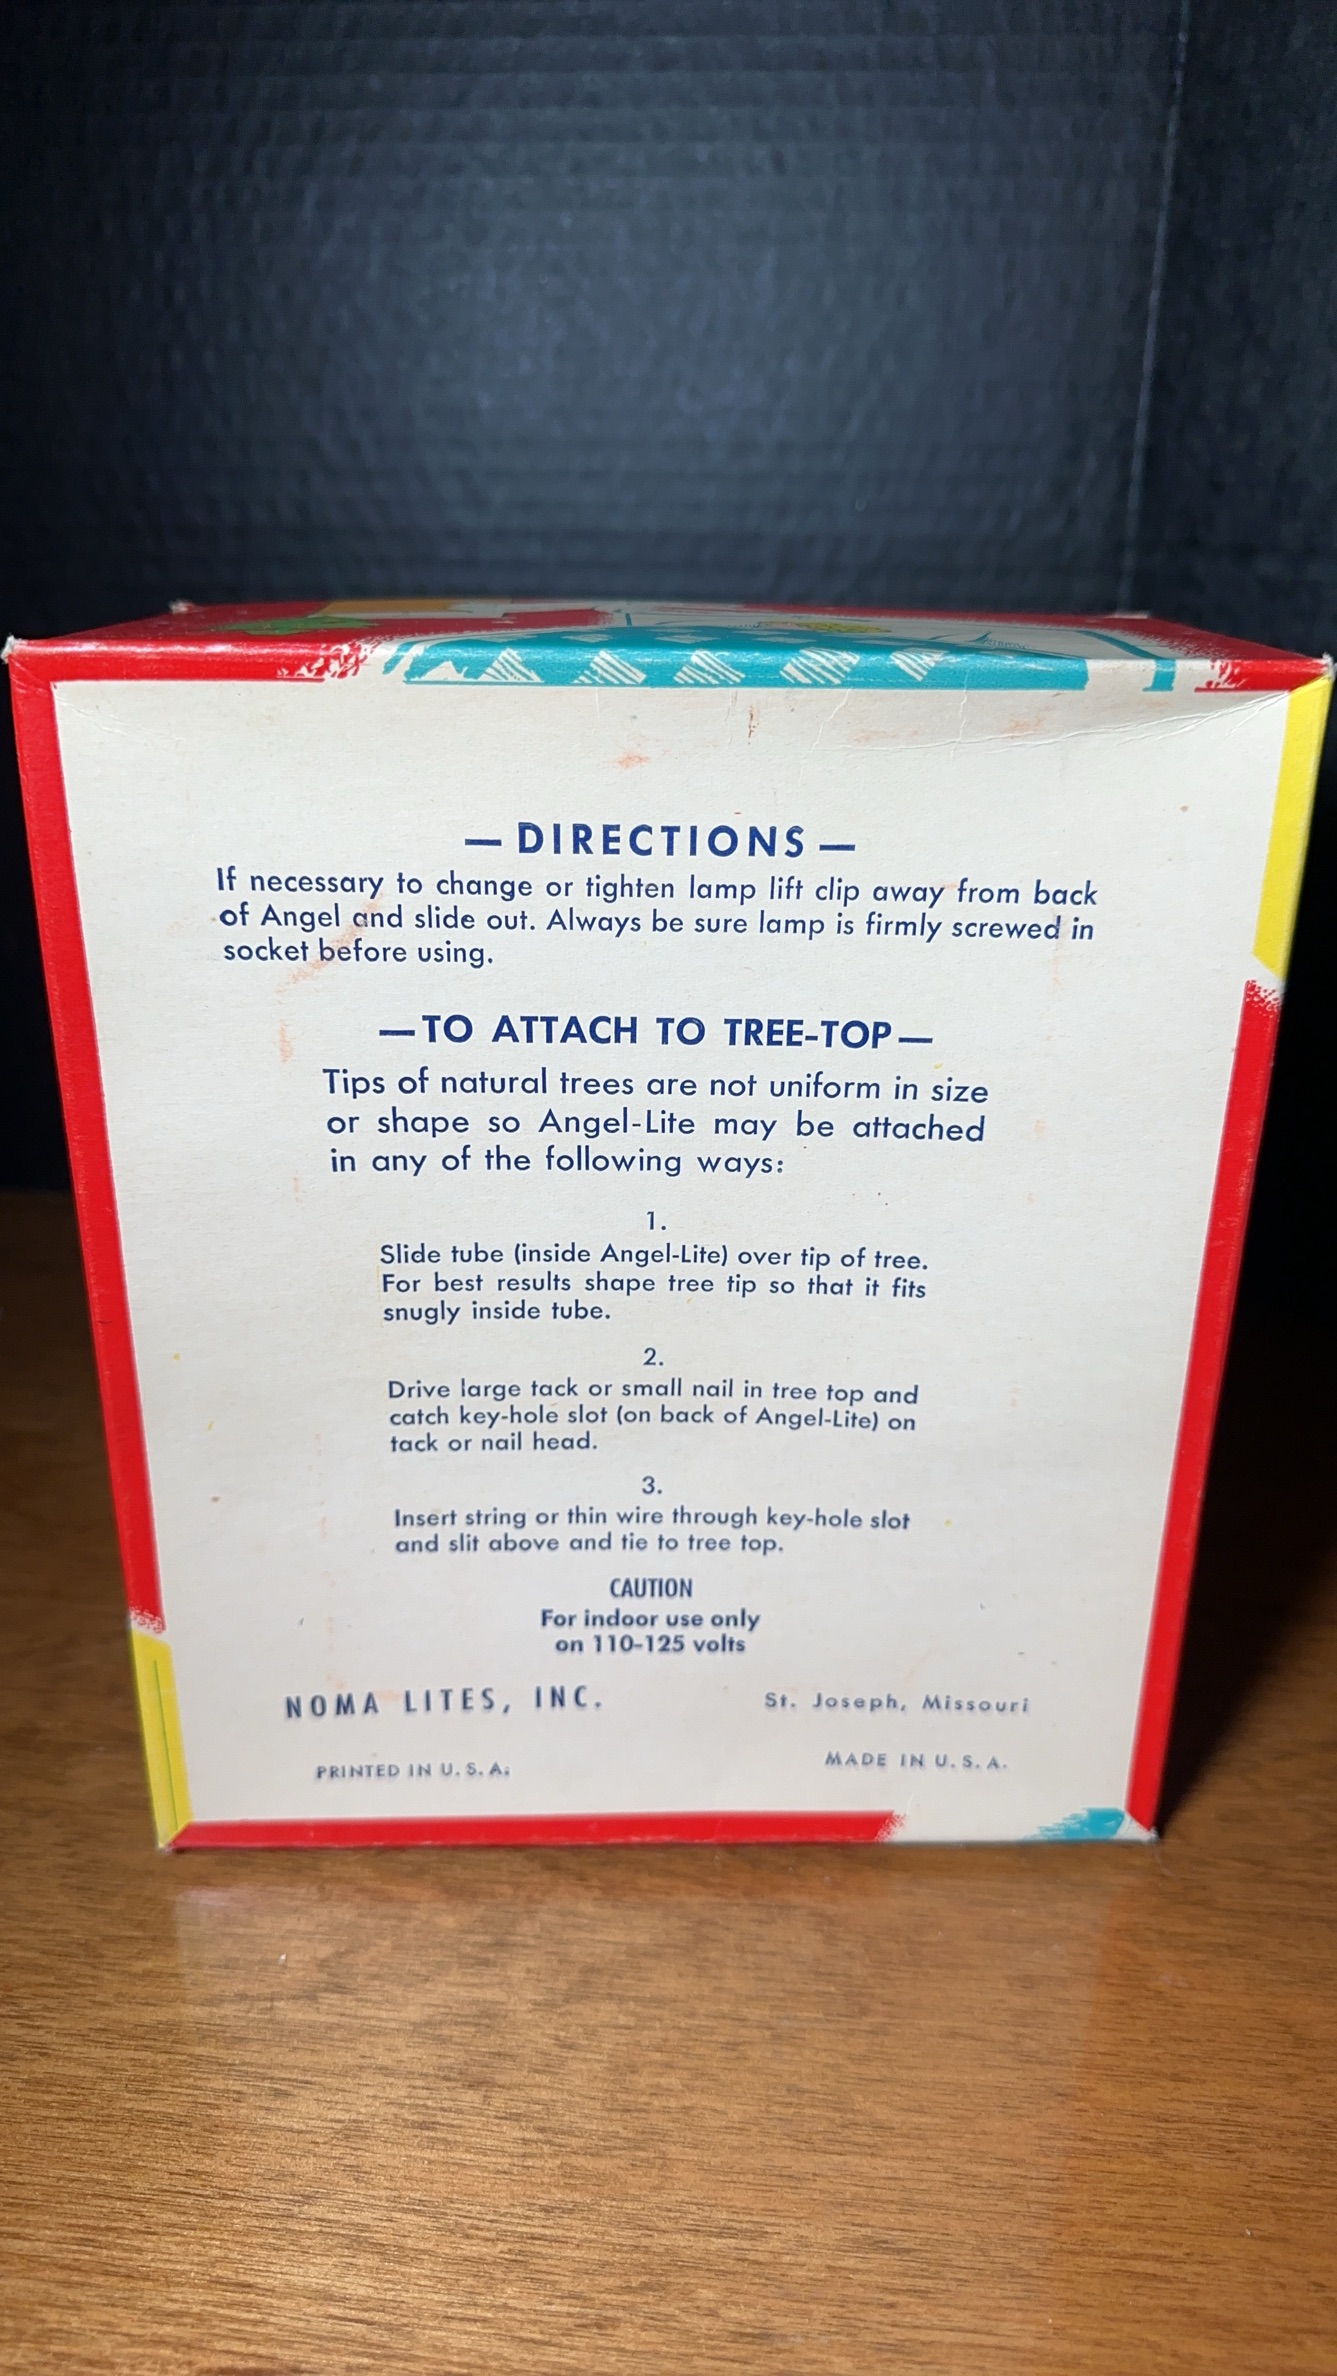 — DIRECTIONS —
If necessary to change or tighten lamp lift clip away from back
of Angel and slide out. Always be sure lamp is firmly screwed in
socket before using.
—TO ATTACH TO TREE-TOP—
Tips of natural trees are not uniform in size
or shape so Angel-Lite may be attached
in any of the following ways:
1.
Slide tube (inside Angel-Lite) over tip of tree.
For best results shape tree tip so that it fits
snugly inside tube.
2.
Drive large tack or small nail in tree top and
catch key-hole slot (on back of Angel-Lite) on
tack or nail head.
3.
Insert string or thin wire through key-hole slot
and slit above and tie to tree top.
CAUTION
For indoor use only
on 110-125 volts
NOMA LITES, INC. St. Joseph, Missouri
PRINTED IN U. S. A. MADE IN U. S. A.